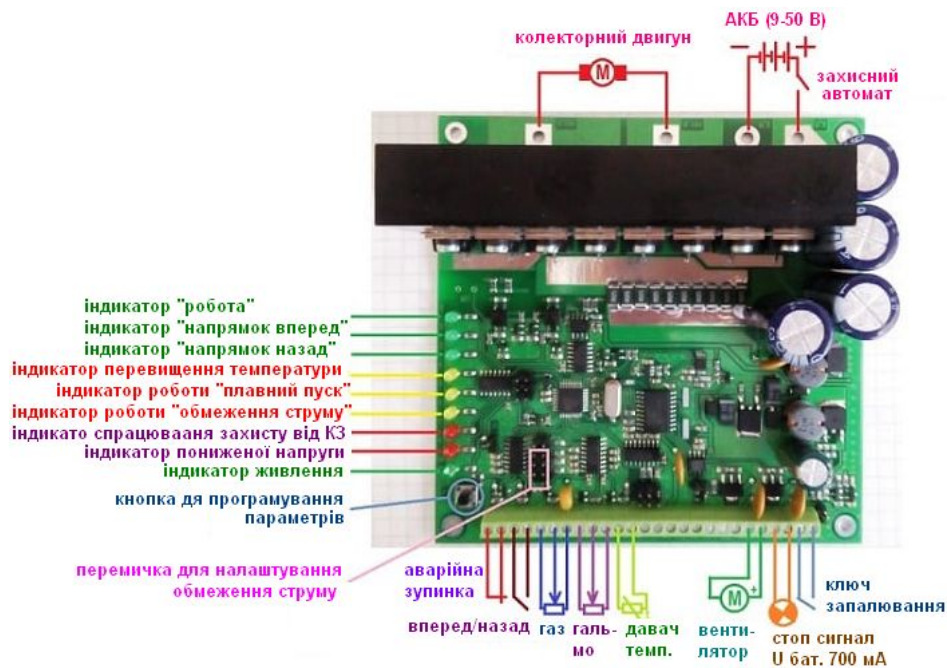 АКБ (9-50 В)
колекторний двигун
− +
M
захисний
автомат
індикатор "робота"
індикатор "напрямок вперед"
індикатор "напрямок назад"
індикатор перевищення температури
індикатор роботи "плавний пуск"
індикатор роботи "обмеження струму"
індикато спрацюваання захисту від КЗ
індикатор пониженої напруги
індикатор живлення
кнопка дя програмування
параметрів
перемичка для налаштування
обмеження струму
аварійна
зупинка
вперед/назад
газ
галь-
мо
давач
темп.
M +
венти-
лятор
стоп сигнал
U бат. 700 мА
ключ
запалювання